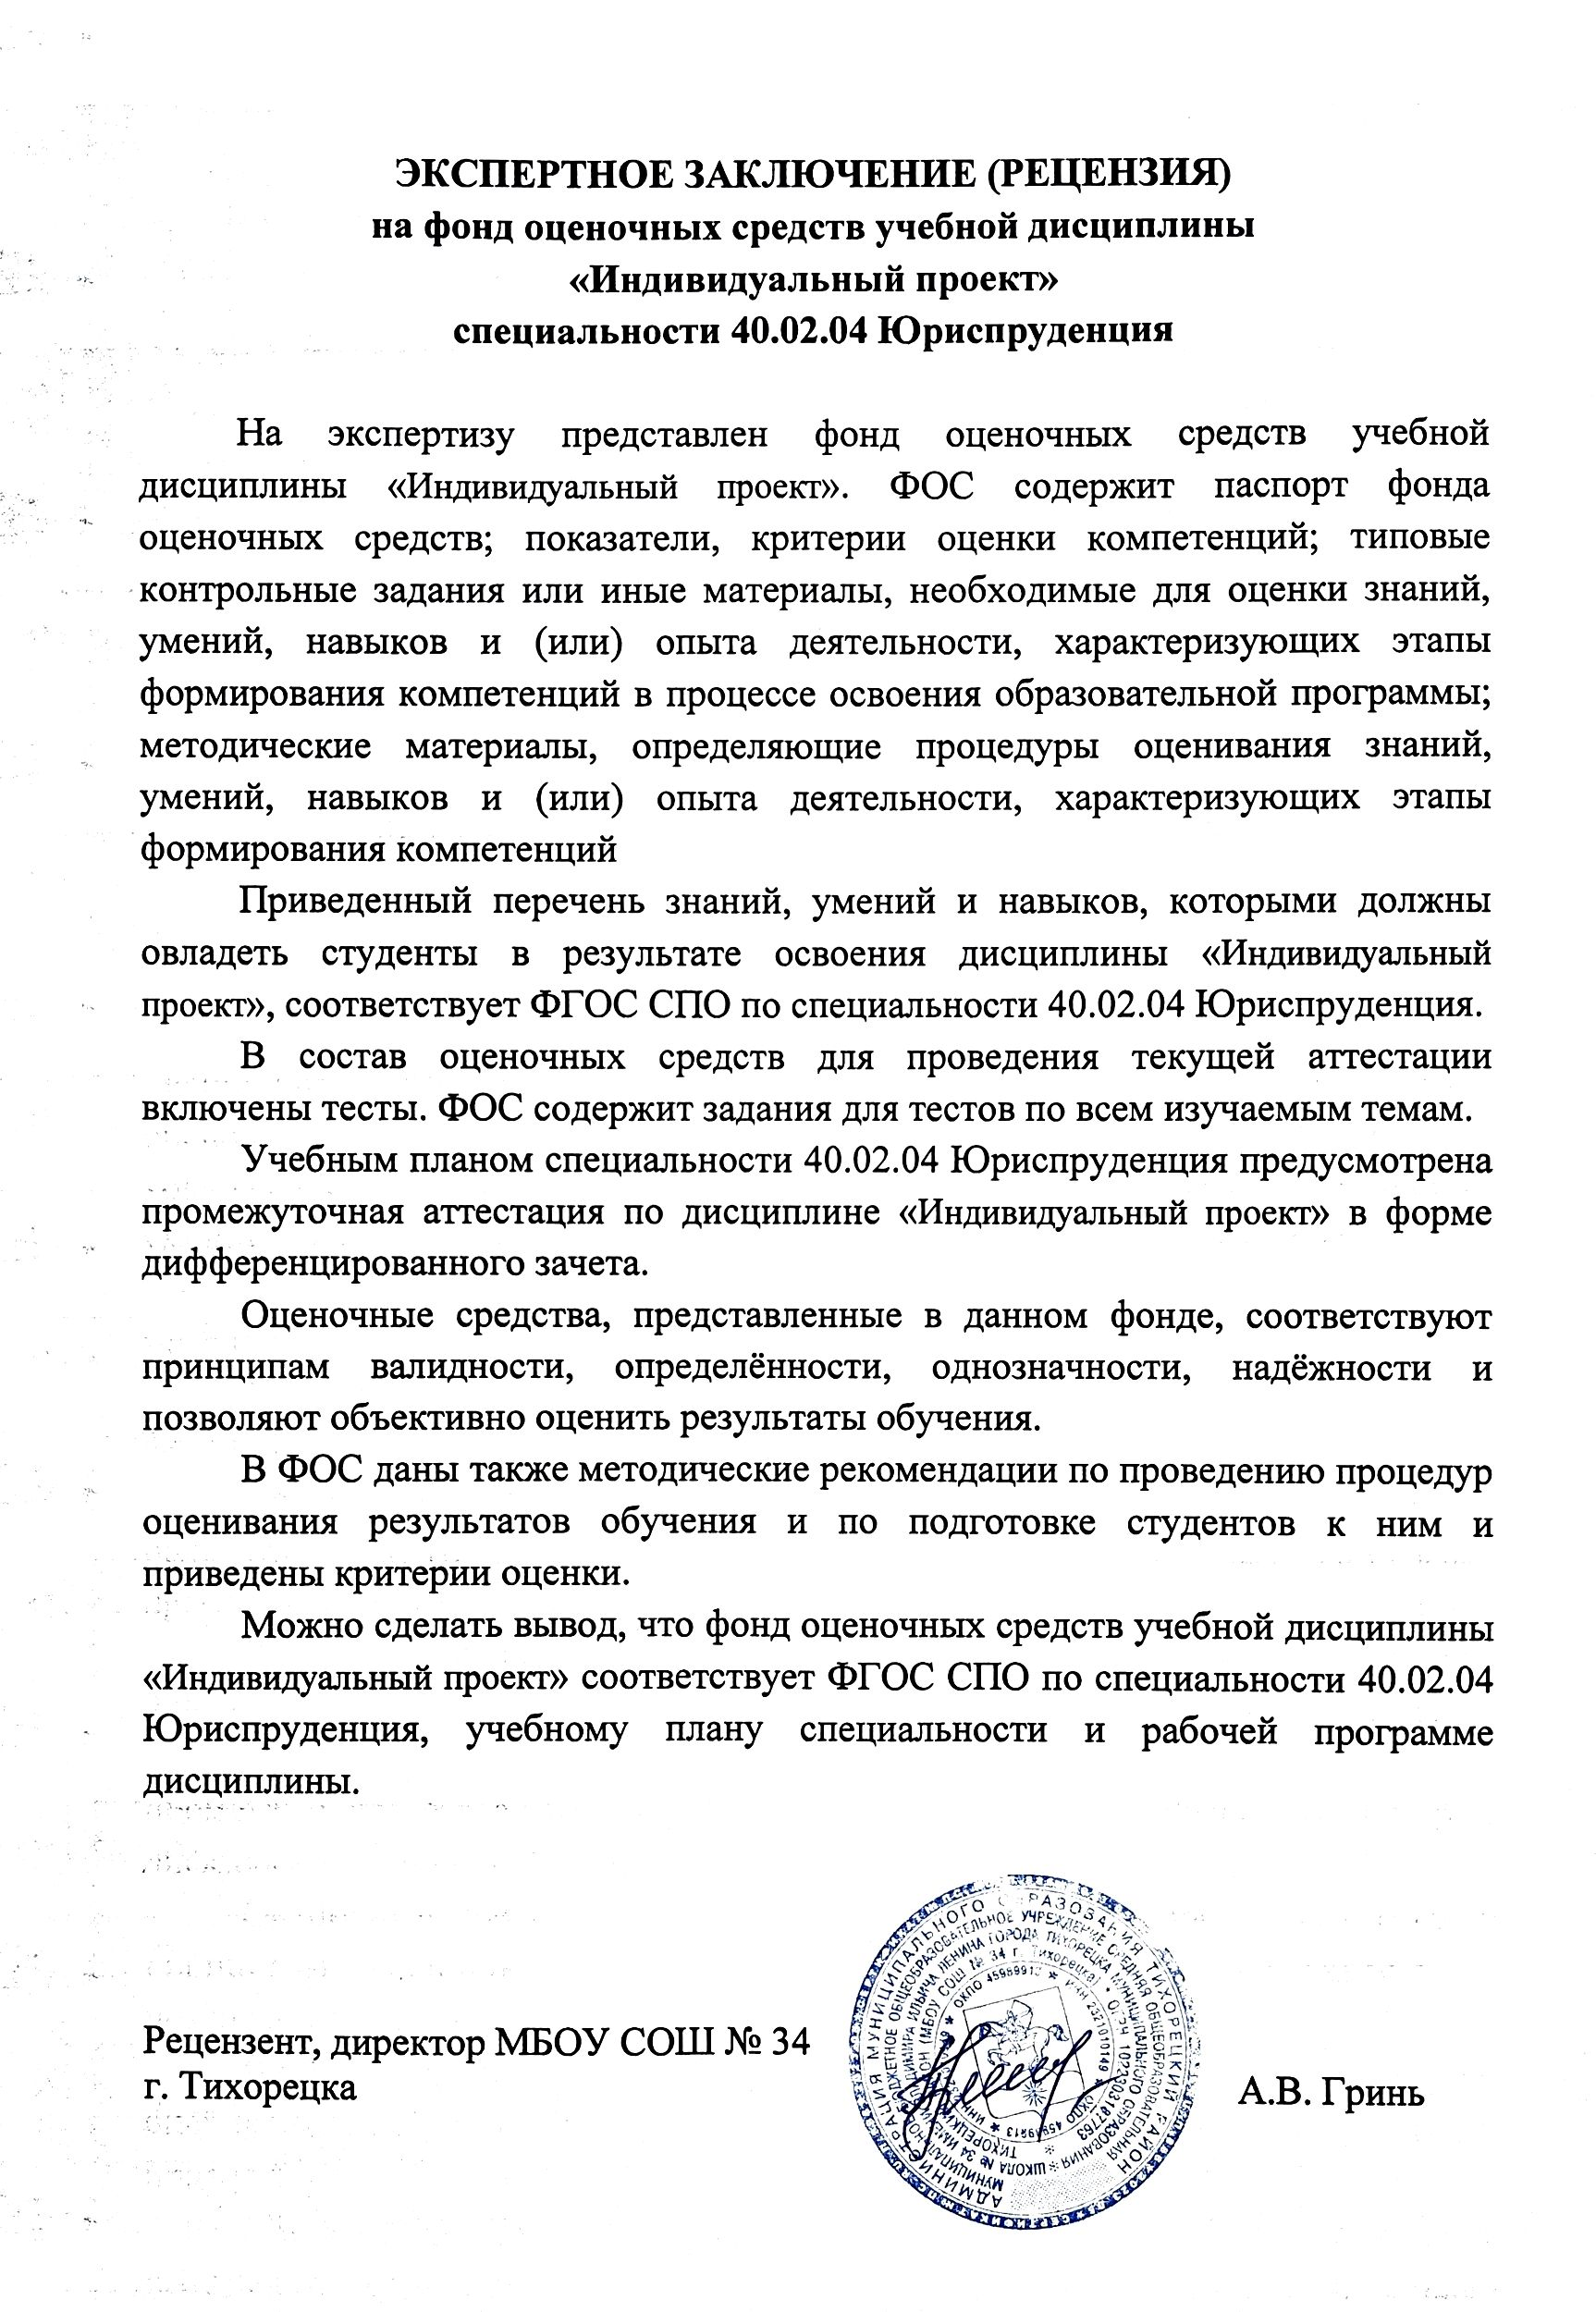 ЭКСПЕРТНОЕ ЗАКЛЮЧЕНИЕ (РЕЦЕНЗИЯ)
на фонд оценочных средств учебной дисциплины
«Индивидуальный проект»
специальности 40.02.04 Юриспруденция
На экспертизу представлен фонд оценочных средств учебной
дисциплины «Индивидуальный проект». ФОС содержит паспорт фонда
оценочных средств; показатели, критерии оценки компетенций; типовые
контрольные задания или иные материалы, необходимые для оценки знаний,
умений, навыков и (или) опыта деятельности, характеризующих этапы
формирования компетенций в процессе освоения образовательной программы;
методические материалы, определяющие процедуры оценивания знаний,
умений, навыков и (или) опыта деятельности, характеризующих этапы
формирования компетенций
Приведенный перечень знаний, умений и навыков, которыми должны
овладеть студенты в результате освоения дисциплины «Индивидуальный
проект», соответствует ФГОС СПО по специальности 40.02.04 Юриспруденция.
В состав оценочных средств для проведения текущей аттестации
включены тесты. ФОС содержит задания для тестов по всем изучаемым темам.
Учебным планом специальности 40.02.04 Юриспруденция предусмотрена
промежуточная аттестация по дисциплине «Индивидуальный проект» в форме
дифференцированного зачета.
Оценочные средства, представленные в данном фонде, соответствуют
принципам валидности, определённости, однозначности, надёжности и
позволяют объективно оценить результаты обучения.
В ФОС даны также методические рекомендации по проведению процедур
оценивания результатов обучения и по подготовке студентов к ним и
приведены критерии оценки.
Можно сделать вывод, что фонд оценочных средств учебной дисциплины
«Индивидуальный проект» соответствует ФГОС СПО по специальности 40.02.04
Юриспруденция, учебному плану специальности и рабочей программе
дисциплины.
Рецензент, директор МБОУ СОШ № 34
г. Тихорецка
А.В. Гринь
АДМИНИСТРАЦИЯ МУНИЦИПАЛЬНОГО ОБРАЗОВАНИЯ ТИХОРЕЦКИЙ РАЙОН